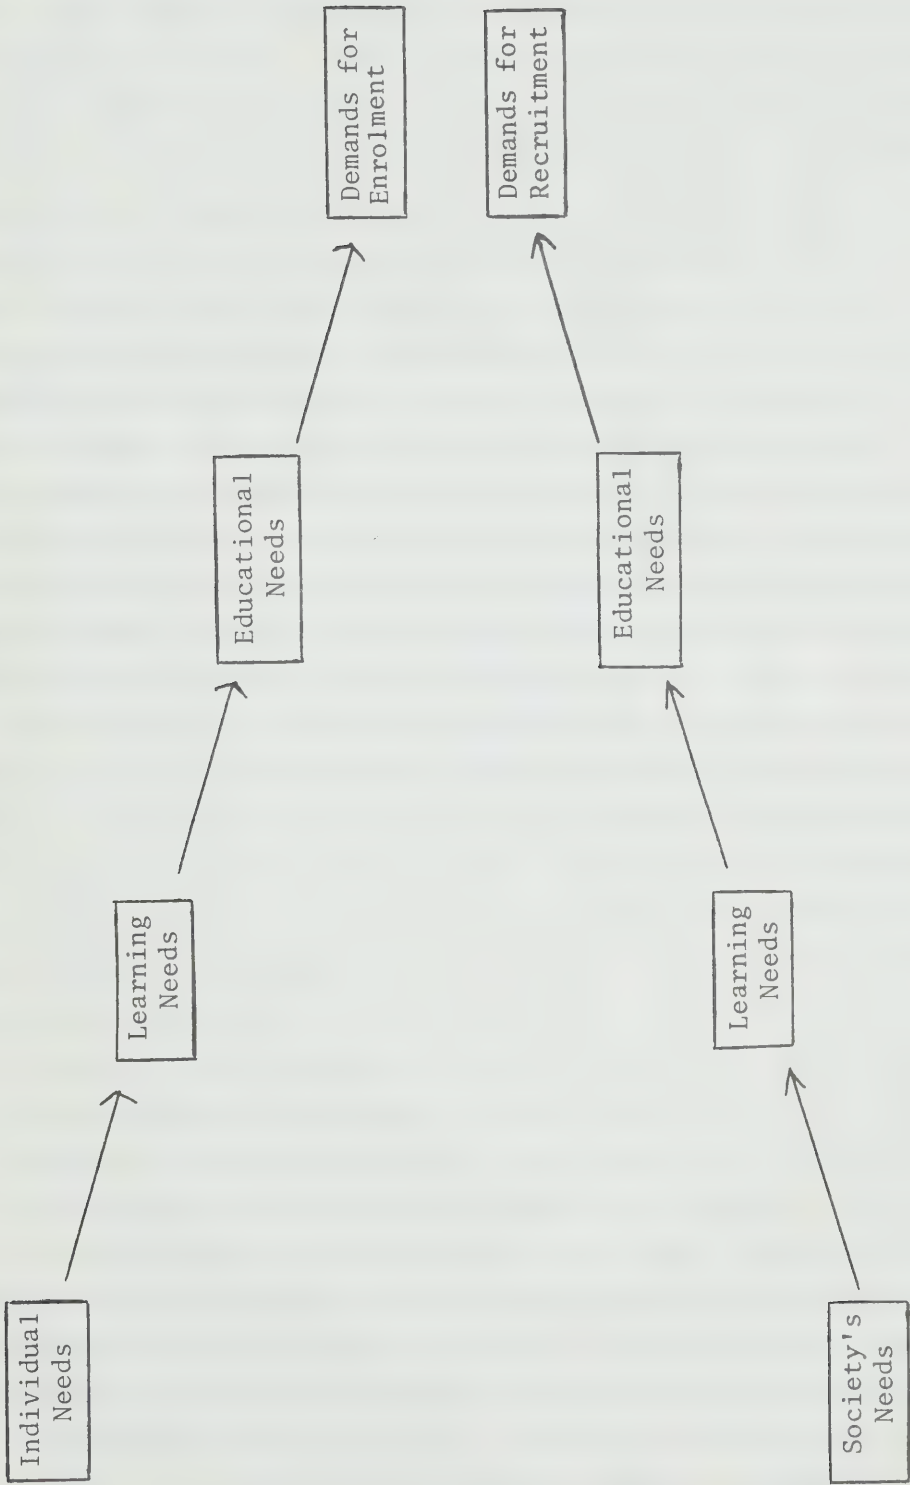 Individual
Needs
Learning
Needs
Educational
Needs
Demands for
Enrolment
Society's
Needs
Learning
Needs
Educational
Needs
Demands for
Recruitment